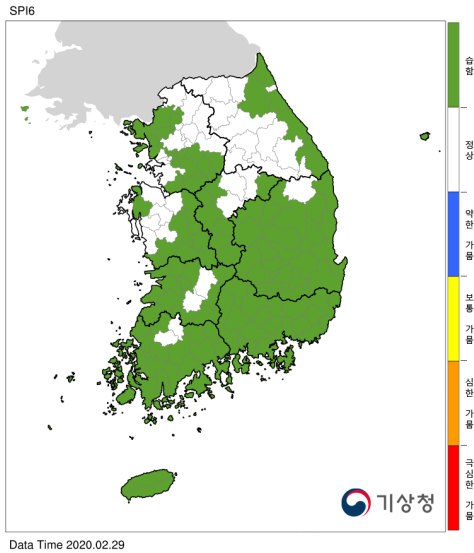 SPI6
습함
정상
약한 가뭄
보통 가뭄
심한 가뭄
극심한 가뭄
기상청
Data Time 2020.02.29